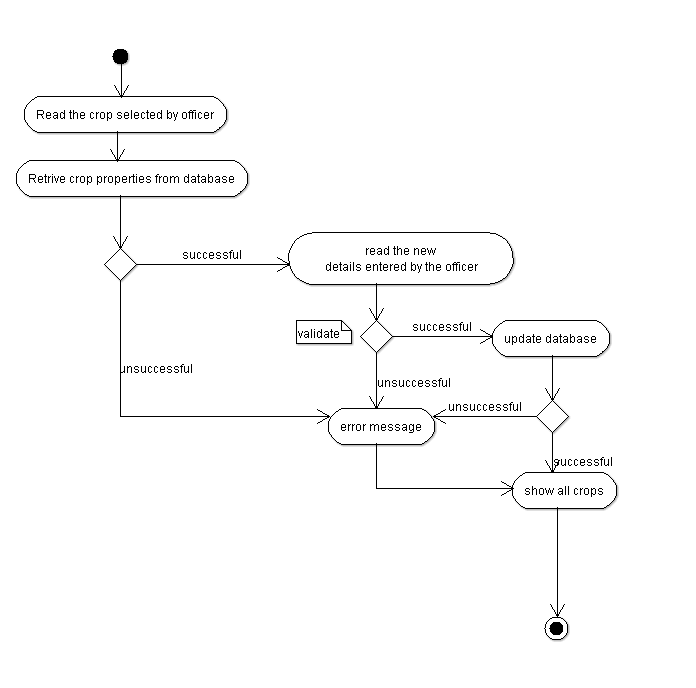 Read the crop selected by officer
Retrive crop properties from database
successful
read the new
details entered by the officer
validate
successful
update database
unsuccessful
unsuccessful
unsuccessful
error message
successful
show all crops